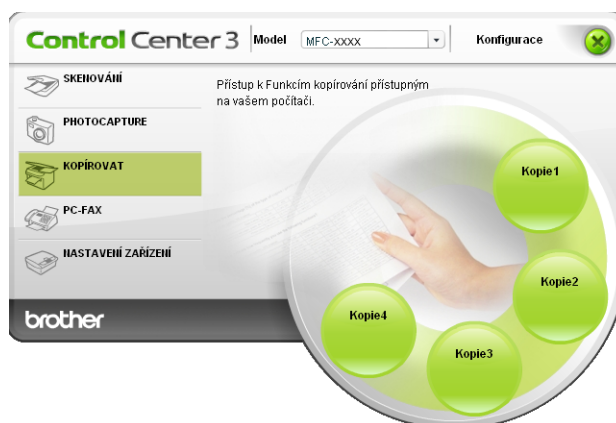 Control Center 3
Model
MFC-XXXX
Konfigurace
SKENOVÁNÍ
PHOTOCAPTURE
KOPÍROVAT
PC-FAX
NASTAVENÍ ZAŘÍZENÍ
Přístup k Funkcím kopírování přístupným
na vašem počítači.
Kopie1
Kopie2
Kopie3
Kopie4
brother